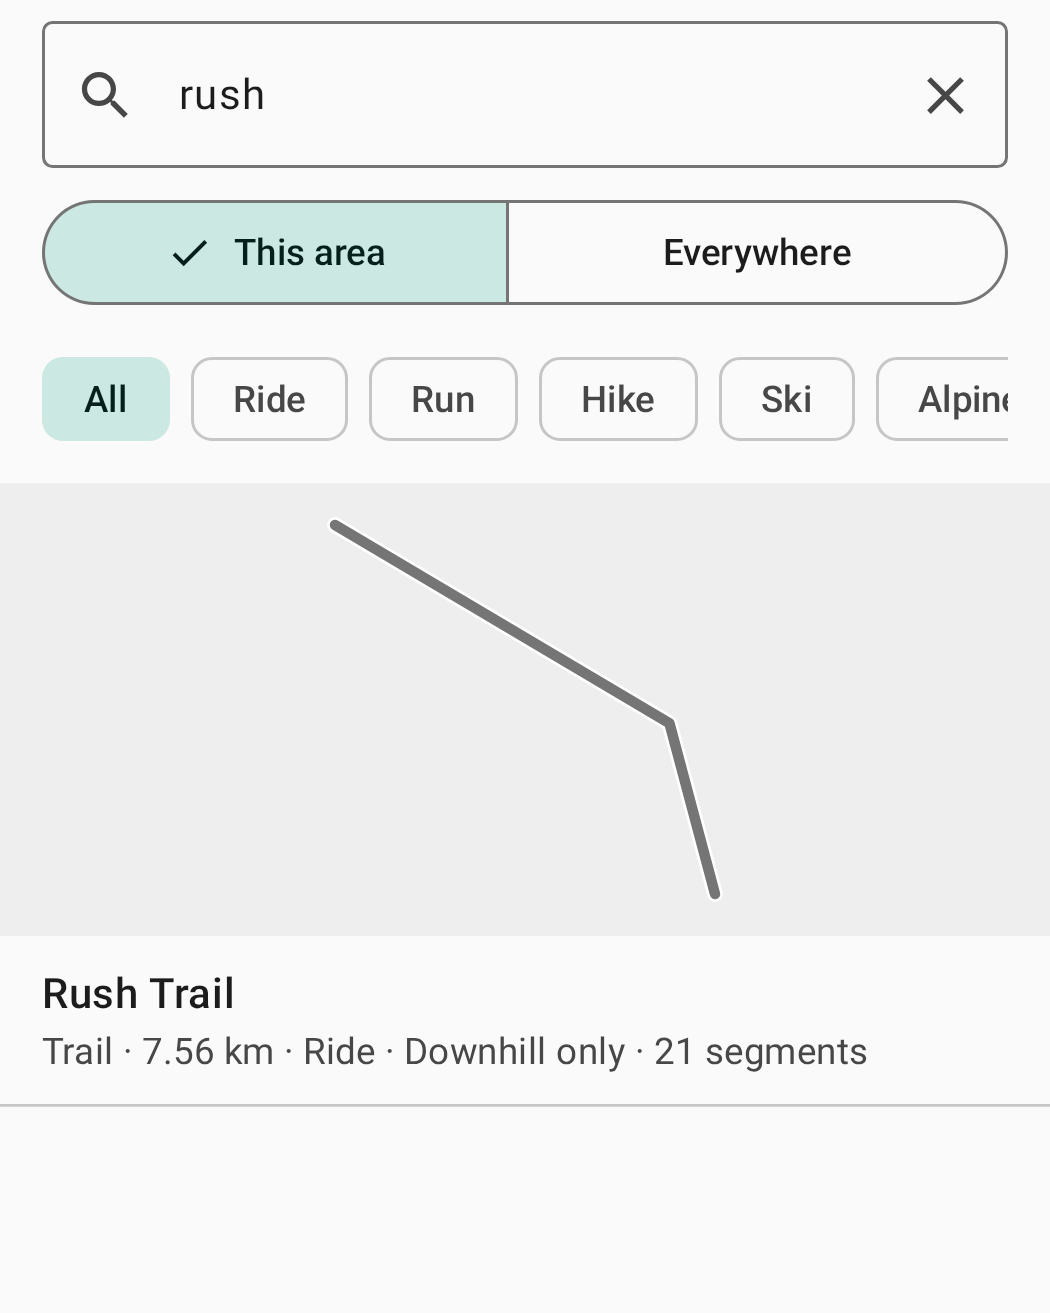 rush
This area
Everywhere
All
Ride
Run
Hike
Ski
Alpine
Rush Trail
Trail · 7.56 km · Ride · Downhill only · 21 segments